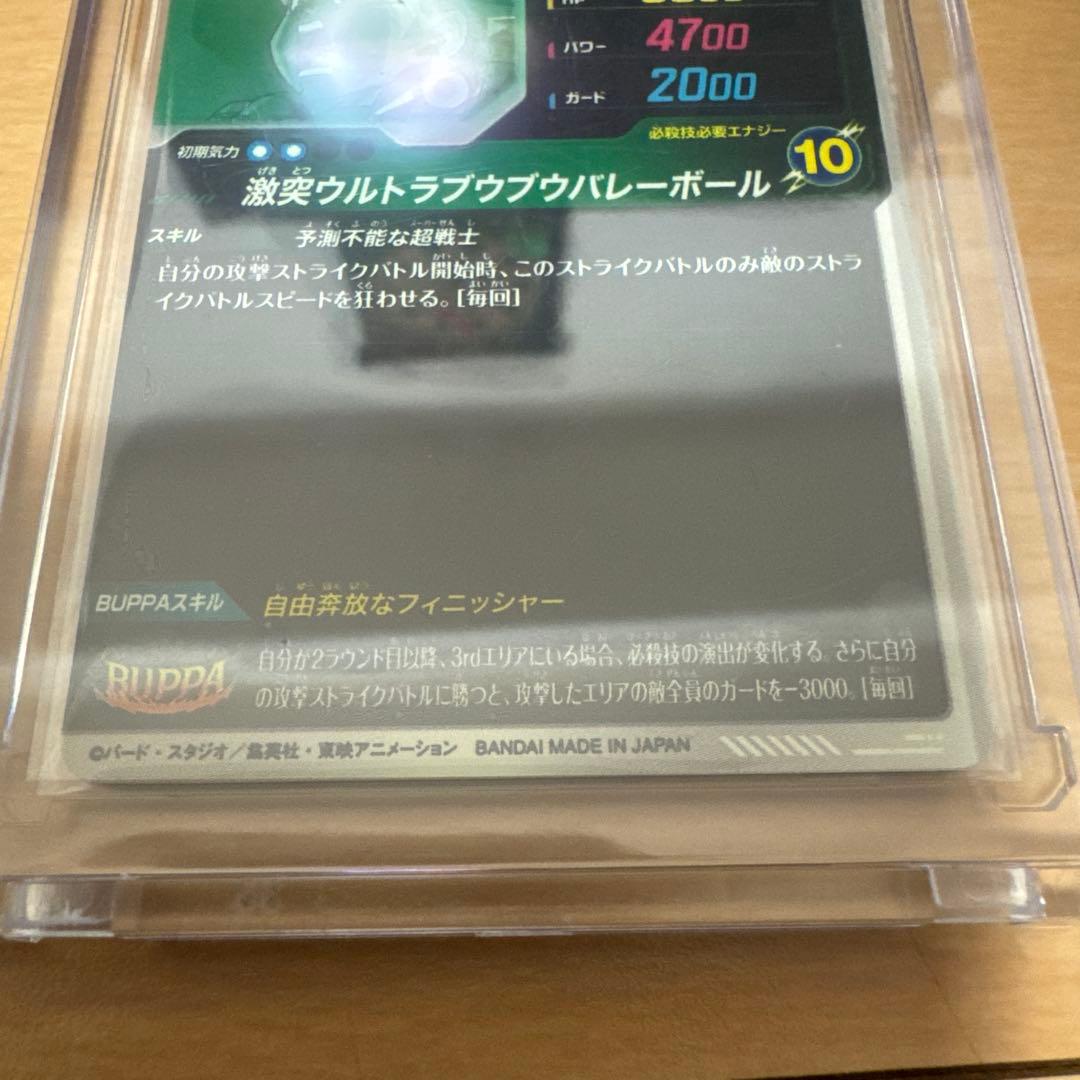 パワー 4700
ガード 2000
必殺技必要エナジー
10
初期気力
激突ウルトラブウブウバレーボール
スキル 予測不能な超戦士
自分の攻撃ストライクバトル開始時、このストライクバトルのみ敵のストラ
イクバトルスピードを狂わせる。[毎回]
BUPPAスキル 自由奔放なフィニッシャー
BUPPA
自分が2ラウンド目以降、3rdエリアにいる場合、必殺技の演出が変化する。さらに自分
の攻撃ストライクバトルに勝つと、攻撃したエリアの敵全員のガードを-3000。[毎回]
©バード・スタジオ/集英社・東映アニメーション BANDAI MADE IN JAPAN